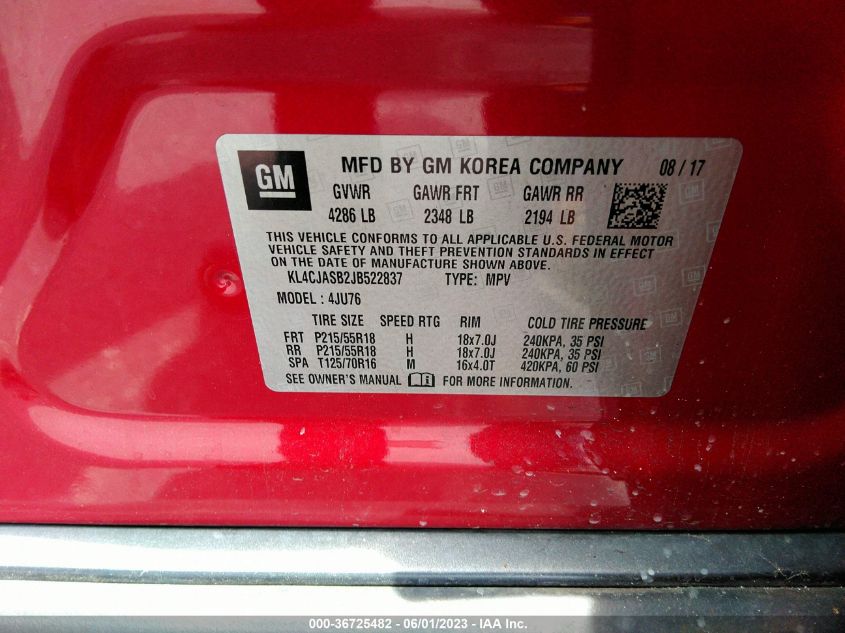 GM MFD BY GM KOREA COMPANY 08 / 17
GVWR GAWR FRT GAWR RR
4286 LB 2348 LB 2194 LB
THIS VEHICLE CONFORMS TO ALL APPLICABLE U.S. FEDERAL MOTOR
VEHICLE SAFETY AND THEFT PREVENTION STANDARDS IN EFFECT
ON THE DATE OF MANUFACTURE SHOWN ABOVE.
KL4CJASB2JB522837 TYPE: MPV
MODEL : 4JU76
TIRE SIZE SPEED RTG RIM COLD TIRE PRESSURE
FRT P215/55R18 H 18x7.0J 240KPA, 35 PSI
RR P215/55R18 H 18x7.0J 240KPA, 35 PSI
SPA T125/70R16 M 16x4.0T 420KPA, 60 PSI
SEE OWNER'S MANUAL FOR MORE INFORMATION.
000-36725482 - 06/01/2023 - IAA Inc.